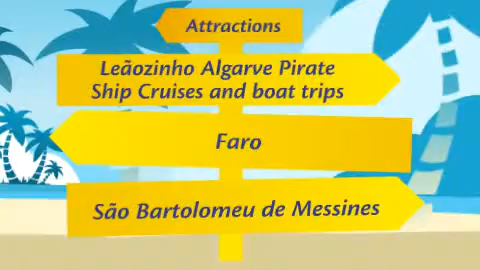 Attractions
Leãozinho Algarve Pirate
Ship Cruises and boat trips
Faro
São Bartolomeu de Messines